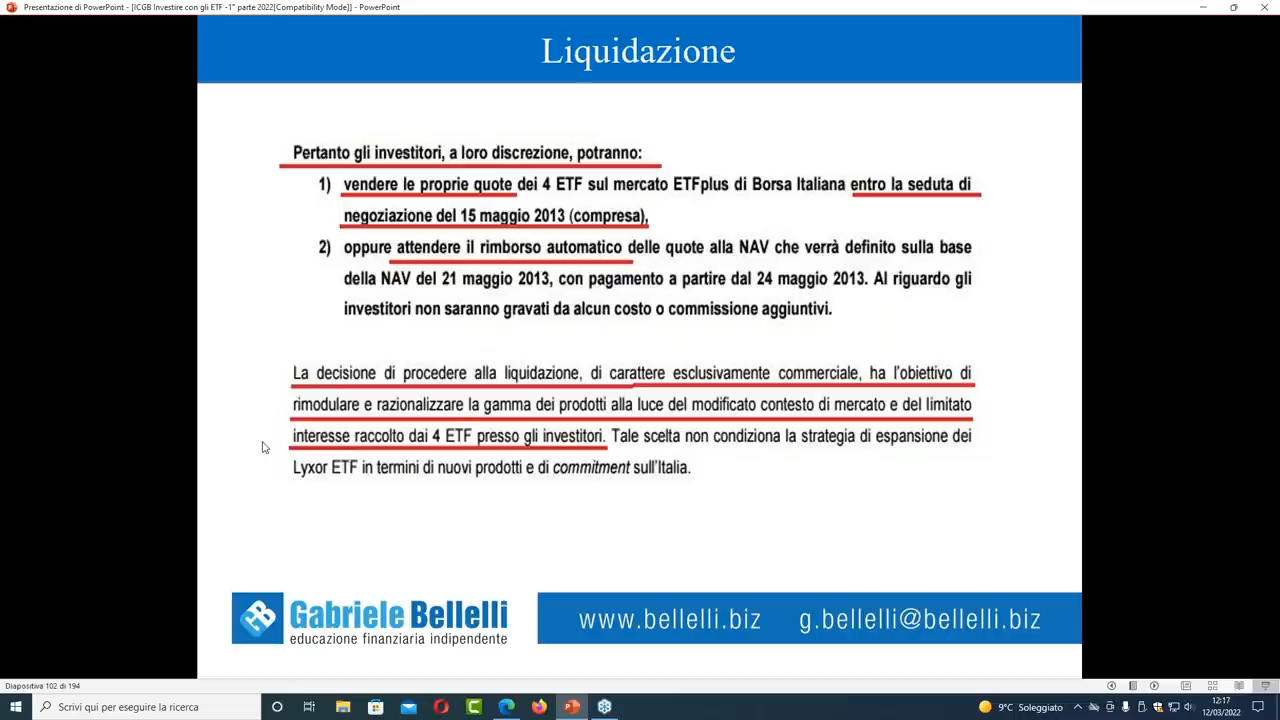 Presentazione di PowerPoint - [ICGB Investire con gli ETF -1° parte 2022[Compatibility Mode]] - PowerPoint
Liquidazione
Pertanto gli investitori, a loro discrezione, potranno:
1) vendere le proprie quote dei 4 ETF sul mercato ETFplus di Borsa Italiana entro la seduta di
negoziazione del 15 maggio 2013 (compresa),
2) oppure attendere il rimborso automatico delle quote alla NAV che verrà definito sulla base
della NAV del 21 maggio 2013, con pagamento a partire dal 24 maggio 2013. Al riguardo gli
investitori non saranno gravati da alcun costo o commissione aggiuntivi.
La decisione di procedere alla liquidazione, di carattere esclusivamente commerciale, ha l'obiettivo di
rimodulare e razionalizzare la gamma dei prodotti alla luce del modificato contesto di mercato e del limitato
interesse raccolto dai 4 ETF presso gli investitori. Tale scelta non condiziona la strategia di espansione dei
Lyxor ETF in termini di nuovi prodotti e di commitment sull'Italia.
Gabriele Bellelli
educazione finanziaria indipendente
www.bellelli.biz g.bellelli@bellelli.biz
Diapositiva 102 di 194
Scrivi qui per eseguire la ricerca
9°C Soleggiato
12:17
12/03/2022